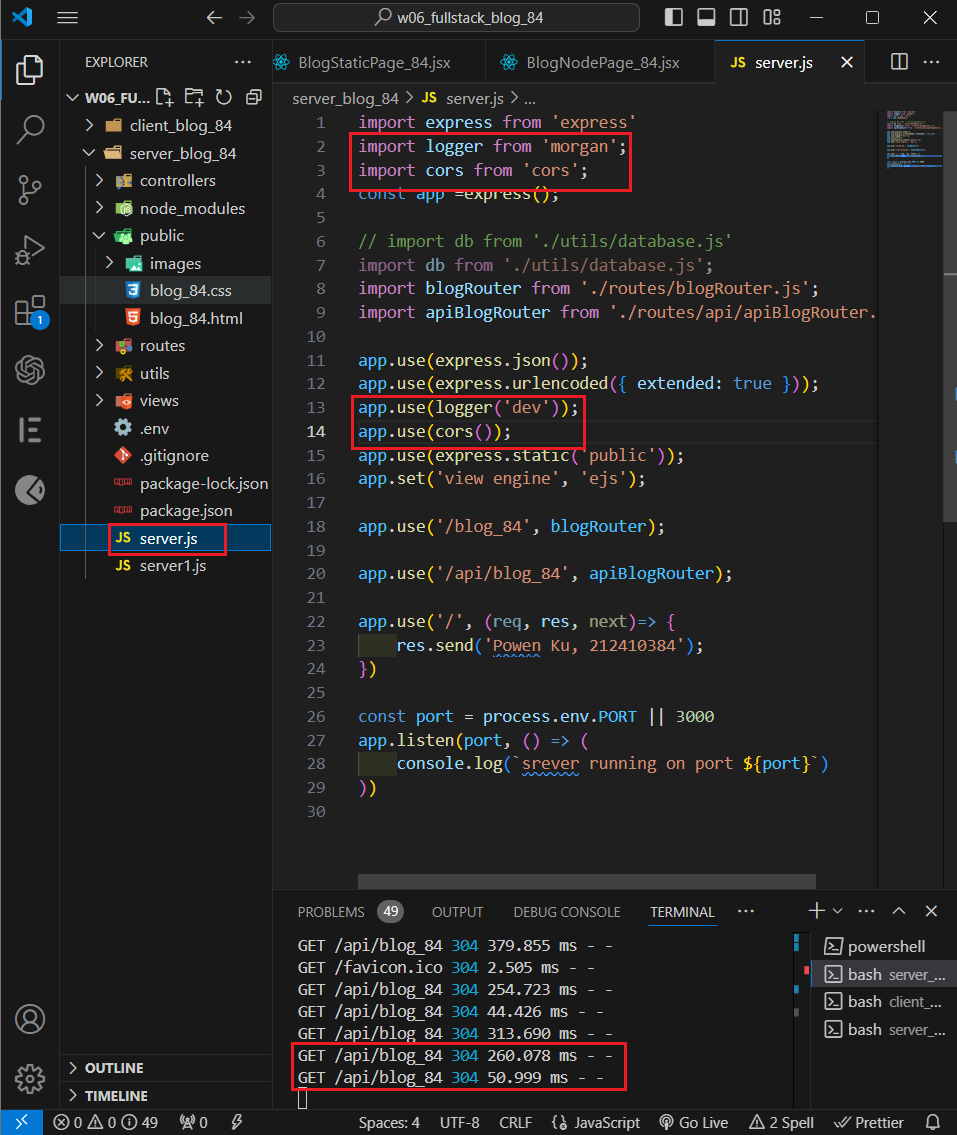 w06_fullstack_blog_84
EXPLORER
W06_FU...
client_blog_84
server_blog_84
controllers
node_modules
public
images
blog_84.css
blog_84.html
routes
utils
views
.env
.gitignore
package-lock.json
package.json
JS server.js
JS server1.js
OUTLINE
TIMELINE
1
BlogStaticPage_84.jsx
BlogNodePage_84.jsx
JS server.js
server_blog_84 > JS server.js > ...
1 import express from 'express'
2 import logger from 'morgan';
3 import cors from 'cors';
4 const app =express();
5
6 // import db from './utils/database.js'
7 import db from './utils/database.js';
8 import blogRouter from './routes/blogRouter.js';
9 import apiBlogRouter from './routes/api/apiBlogRouter.
10
11 app.use(express.json());
12 app.use(express.urlencoded({ extended: true }));
13 app.use(logger('dev'));
14 app.use(cors());
15 app.use(express.static('public'));
16 app.set('view engine', 'ejs');
17
18 app.use('/blog_84', blogRouter);
19
20 app.use('/api/blog_84', apiBlogRouter);
21
22 app.use('/', (req, res, next)=> {
23 res.send('Powen Ku, 212410384');
24 })
25
26 const port = process.env.PORT || 3000
27 app.listen(port, () => (
28 console.log(`srever running on port ${port}`)
29 ))
30
PROBLEMS 49 OUTPUT DEBUG CONSOLE TERMINAL ...
GET /api/blog_84 304 379.855 ms - -
GET /favicon.ico 304 2.505 ms - -
GET /api/blog_84 304 254.723 ms - -
GET /api/blog_84 304 44.426 ms - -
GET /api/blog_84 304 313.690 ms - -
GET /api/blog_84 304 260.078 ms - -
GET /api/blog_84 304 50.999 ms - -
powershell
bash server_...
bash client_...
bash server_...
0 0 49 0 Spaces: 4 UTF-8 CRLF {} JavaScript Go Live 2 Spell Prettier